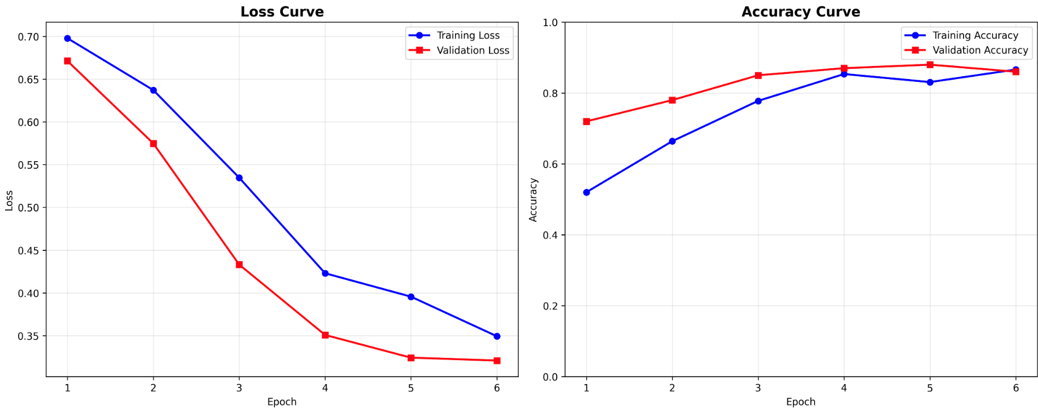 Loss Curve
Training Loss
Validation Loss
0.70
0.65
0.60
0.55
0.50
0.45
0.40
0.35
Loss
1 2 3 4 5 6
Epoch
Accuracy Curve
Training Accuracy
Validation Accuracy
1.0
0.8
0.6
0.4
0.2
0.0
Accuracy
1 2 3 4 5 6
Epoch